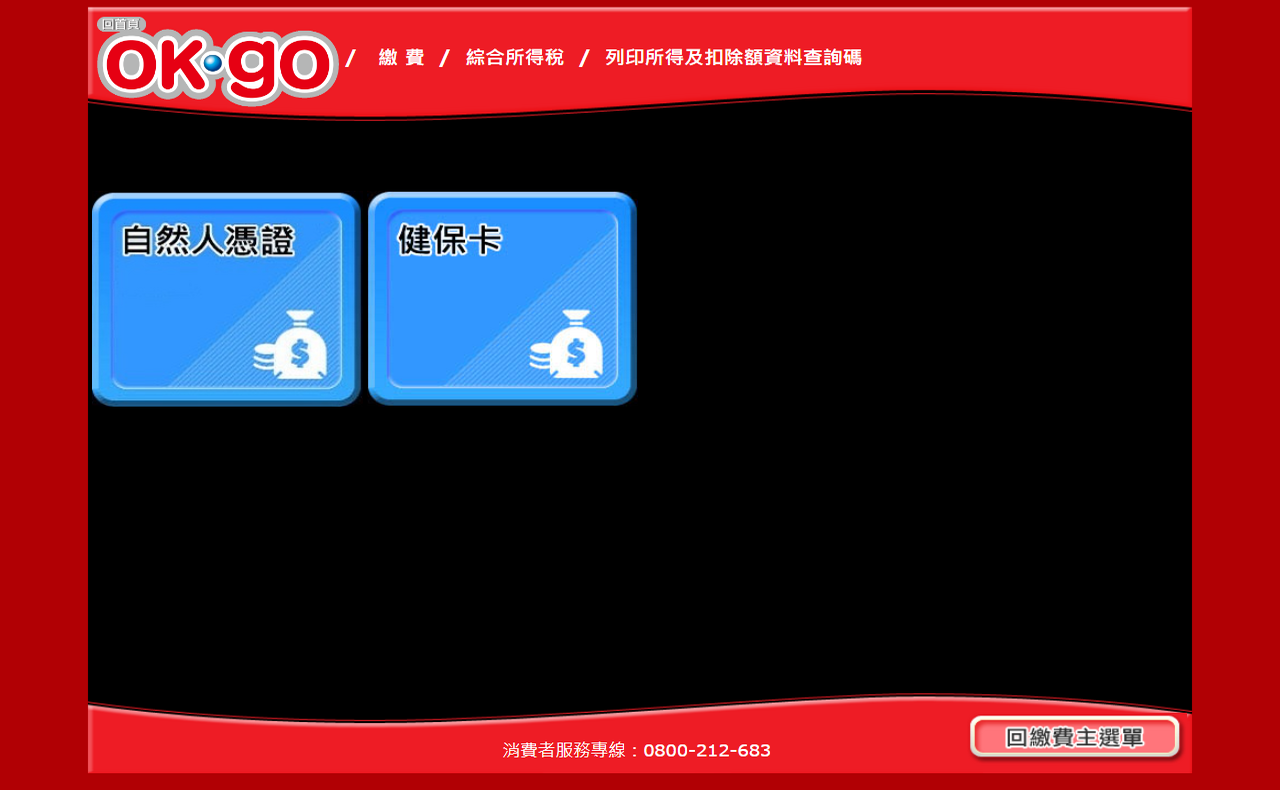 回首頁
OK·go / 繳 費 / 綜合所得稅 / 列印所得及扣除額資料查詢碼
自然人憑證
健保卡
消費者服務專線：0800-212-683
回繳費主選單